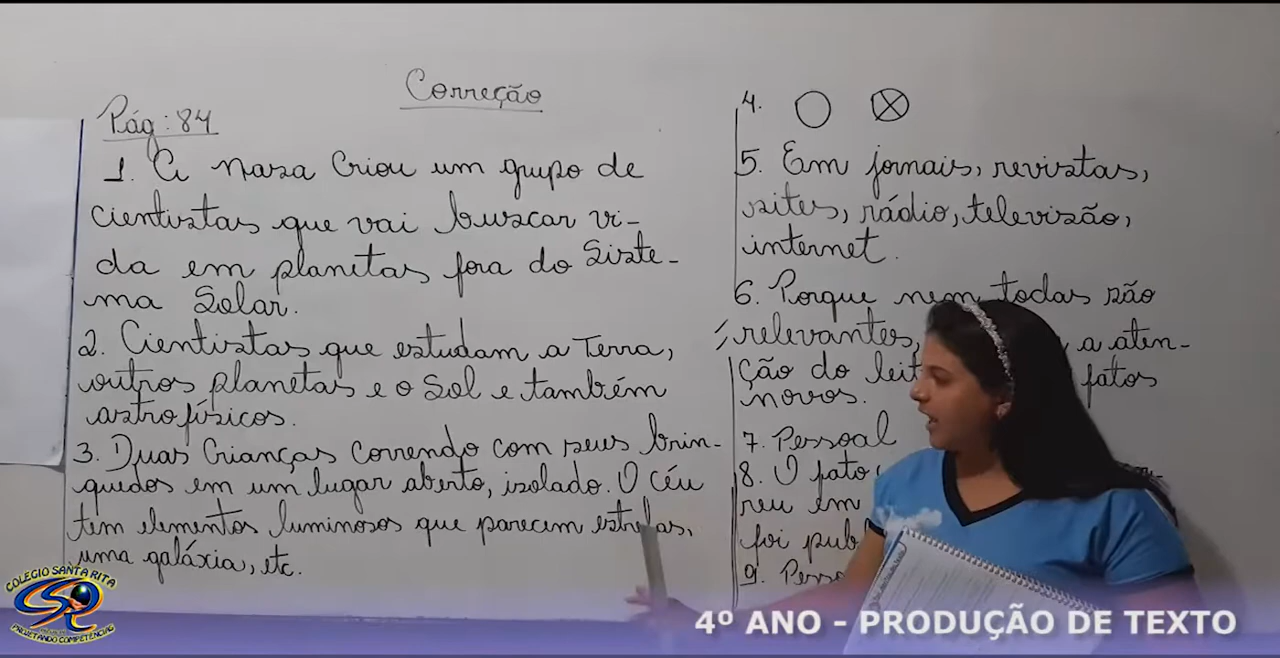 Correção
Pág: 84
1. A Nasa Criou um grupo de
cientistas que vai buscar vi-
da em planetas fora do Siste-
ma Solar.
2. Cientistas que estudam a Terra,
outros planetas e o Sol e também
astrofísicos.
3. Duas Crianças correndo com seus brin-
quedos em um lugar aberto, isolado. O céu
tem elementos luminosos que parecem estrelas,
uma galáxia, etc.
4.
5. Em jornais, revistas,
sites, rádio, televisão,
internet.
6. Porque nem todas são
relevantes, a aten-
ção do fatos
novos.
7. Pessoal
8. O fato
reu em
foi
9.
COLÉGIO SANTA RITA
PROJETANDO COMPETÊNCIAS
4º ANO - PRODUÇÃO DE TEXTO